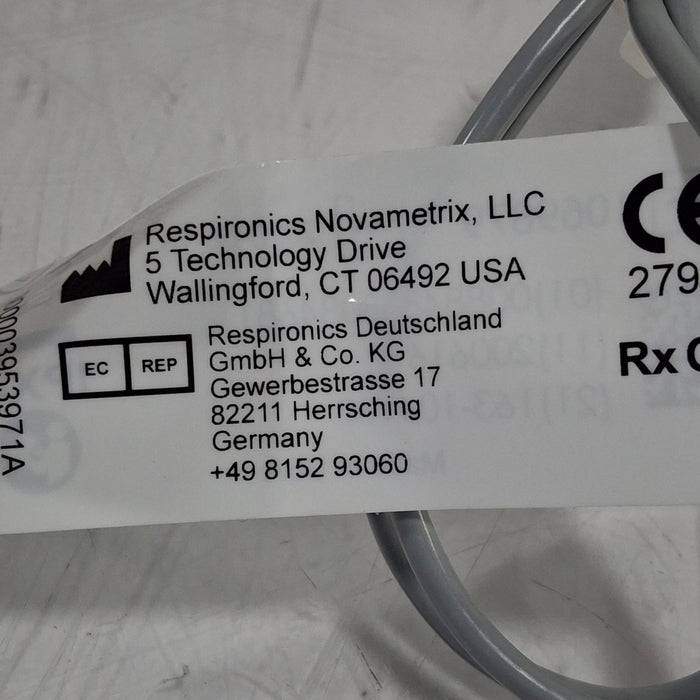 Respironics Novametrix, LLC
5 Technology Drive
Wallingford, CT 06492 USA
EC REP
Respironics Deutschland
GmbH & Co. KG
Gewerbestrasse 17
82211 Herrsching
Germany
+49 8152 93060
CE
279
Rx